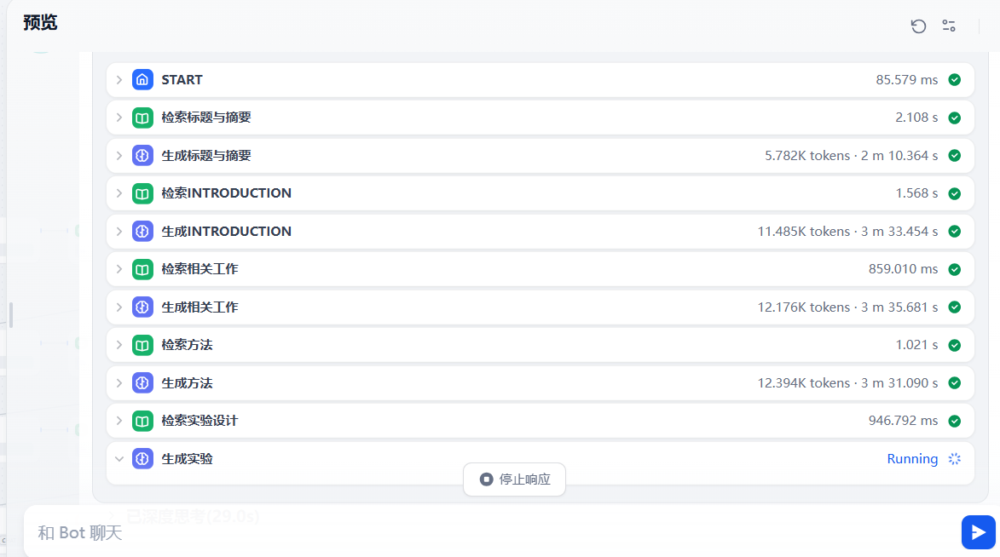 预览
START 85.579 ms
检索标题与摘要 2.108 s
生成标题与摘要 5.782K tokens · 2 m 10.364 s
检索INTRODUCTION 1.568 s
生成INTRODUCTION 11.485K tokens · 3 m 33.454 s
检索相关工作 859.010 ms
生成相关工作 12.176K tokens · 3 m 35.681 s
检索方法 1.021 s
生成方法 12.394K tokens · 3 m 31.090 s
检索实验设计 946.792 ms
生成实验 Running
停止响应
已深度思考(29.0s)
和 Bot 聊天